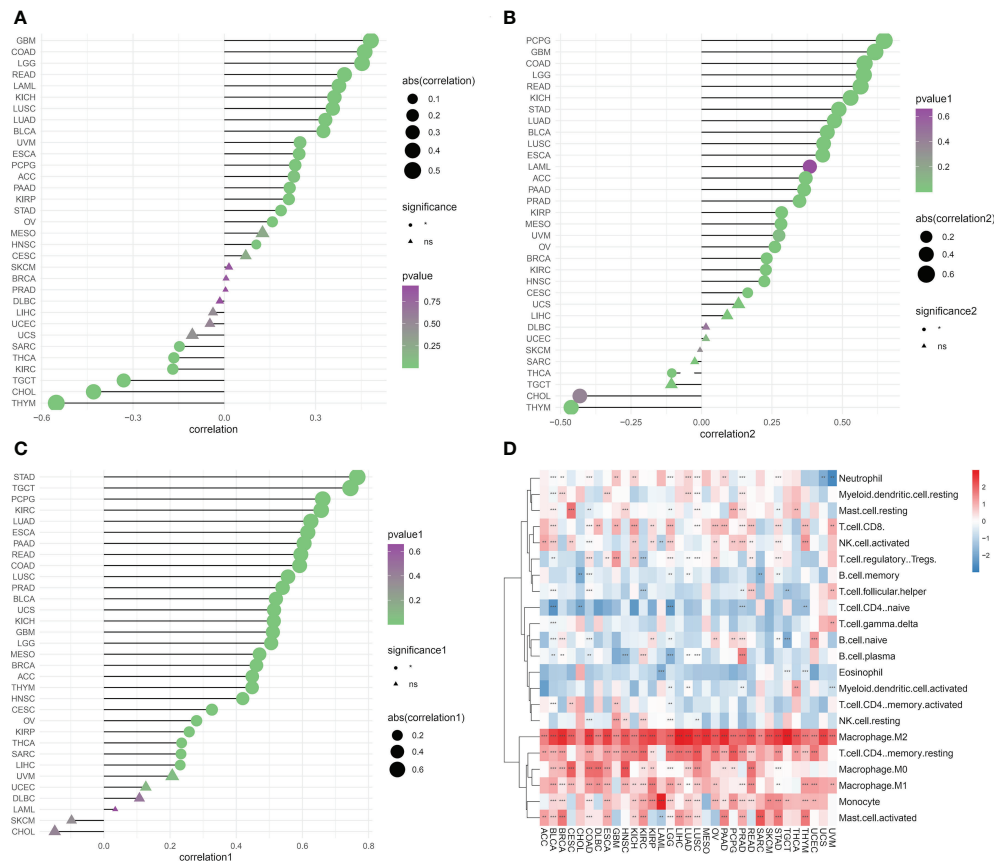 A
GBM
COAD
LGG
READ
LAML
KICH
LUSC
LUAD
BLCA
UVM
ESCA
PCPG
ACC
PAAD
KIRP
STAD
OV
MESO
HNSC
CESC
SKCM
BRCA
PRAD
DLBC
LIHC
UCEC
UCS
SARC
THCA
KIRC
TGCT
CHOL
THYM
−0.6
−0.3
0.0
0.3
correlation
abs(correlation)
0.1
0.2
0.3
0.4
0.5
significance
*
ns
pvalue
0.75
0.50
0.25
B
PCPG
GBM
COAD
LGG
READ
KICH
STAD
LUAD
BLCA
LUSC
ESCA
LAML
ACC
PAAD
PRAD
KIRP
MESO
UVM
OV
BRCA
KIRC
HNSC
CESC
UCS
LIHC
DLBC
UCEC
SKCM
SARC
THCA
TGCT
CHOL
THYM
−0.50
−0.25
0.00
0.25
0.50
correlation2
pvalue1
0.6
0.4
0.2
abs(correlation2)
0.2
0.4
0.6
significance2
*
ns
C
STAD
TGCT
PCPG
KIRC
LUAD
ESCA
PAAD
READ
COAD
LUSC
PRAD
BLCA
UCS
KICH
GBM
LGG
MESO
BRCA
ACC
THYM
HNSC
CESC
OV
KIRP
THCA
SARC
LIHC
UVM
UCEC
DLBC
LAML
SKCM
CHOL
0.0
0.2
0.4
0.6
0.8
correlation1
pvalue1
0.6
0.4
0.2
significance1
*
ns
abs(correlation1)
0.2
0.4
0.6
D
Neutrophil
Myeloid.dendritic.cell.resting
Mast.cell.resting
T.cell.CD8.
NK.cell.activated
T.cell.regulatory..Tregs.
B.cell.memory
T.cell.follicular.helper
T.cell.CD4..naive
T.cell.gamma.delta
B.cell.naive
B.cell.plasma
Eosinophil
Myeloid.dendritic.cell.activated
T.cell.CD4..memory.activated
NK.cell.resting
Macrophage.M2
T.cell.CD4..memory.resting
Macrophage.M0
Macrophage.M1
Monocyte
Mast.cell.activated
ACC
BLCA
BRCA
CESC
CHOL
COAD
DLBC
ESCA
GBM
HNSC
KICH
KIRC
KIRP
LAML
LGG
LIHC
LUAD
LUSC
MESO
OV
PAAD
PCPG
PRAD
READ
SARC
SKCM
STAD
TGCT
THCA
THYM
UCEC
UCS
UVM
2
1
0
−1
−2